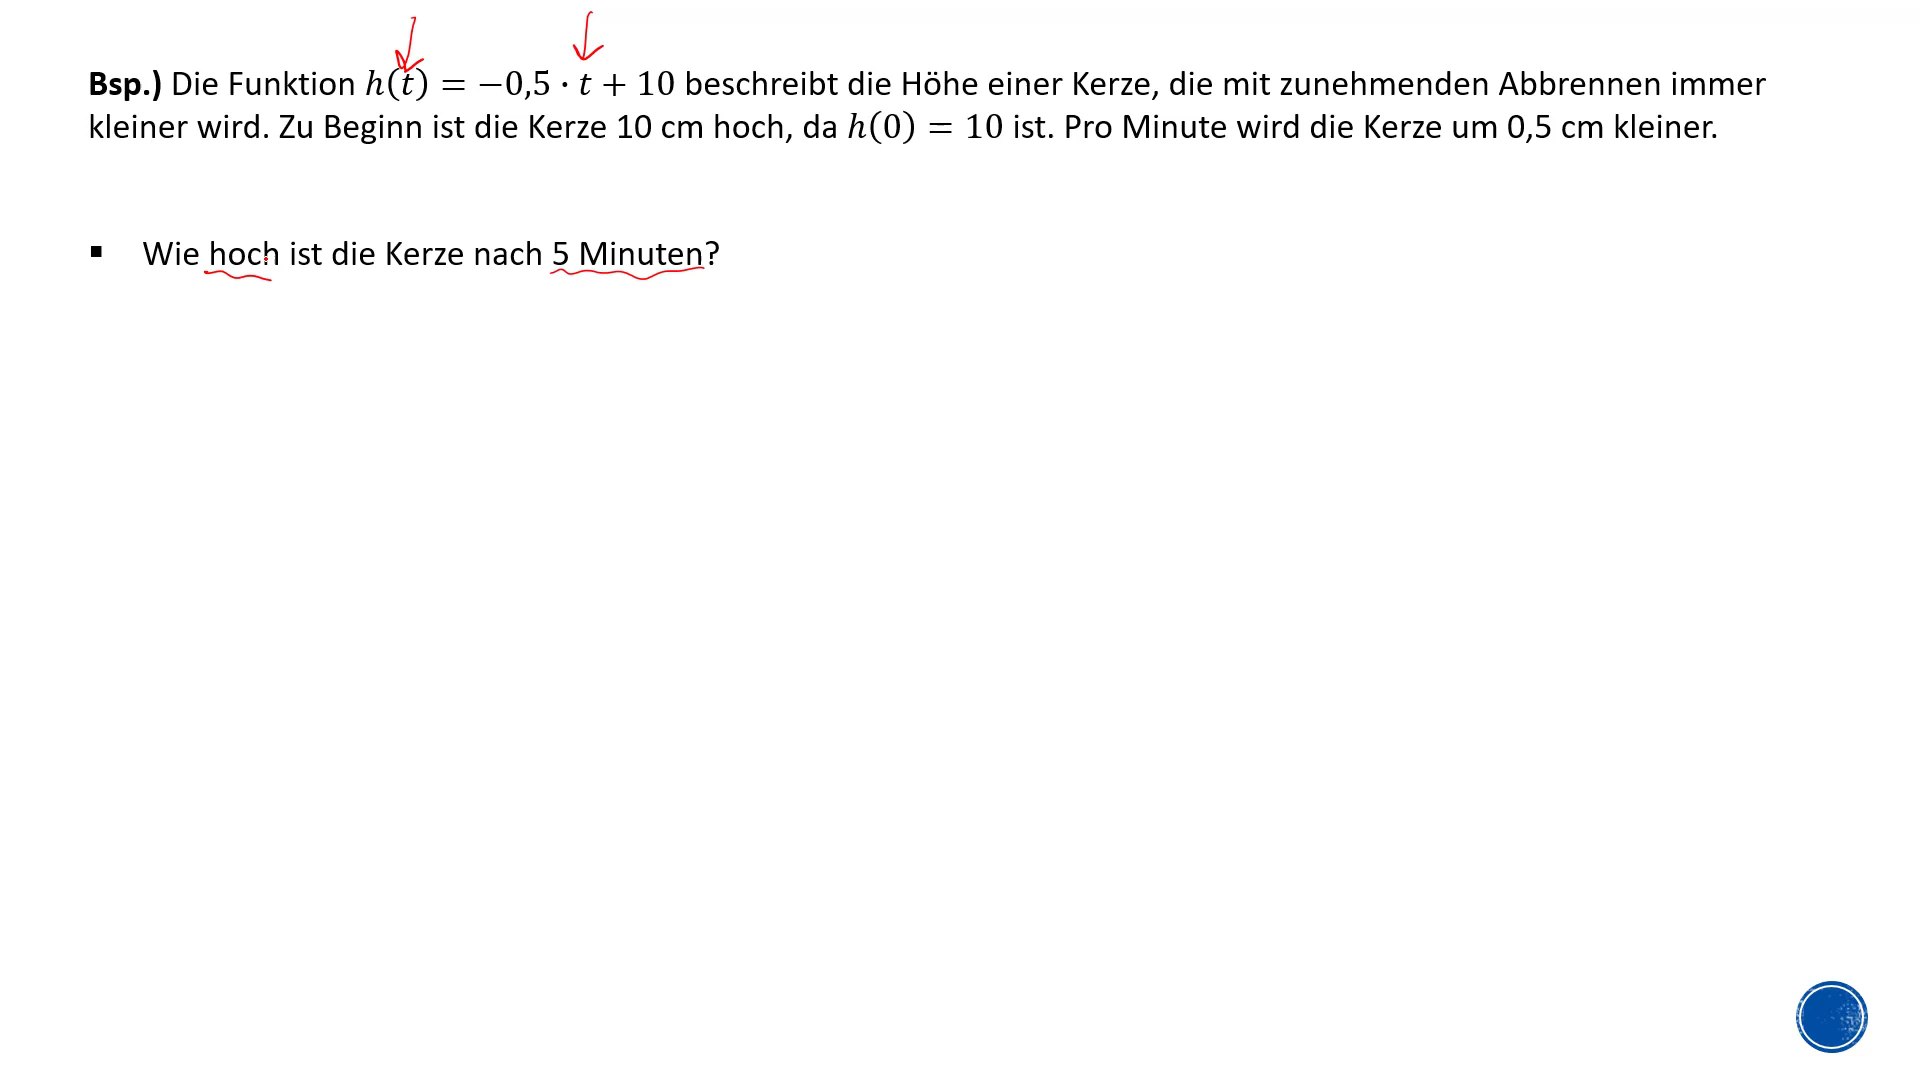 Bsp.) Die Funktion h(t) = −0,5 · t + 10 beschreibt die Höhe einer Kerze, die mit zunehmenden Abbrennen immer
kleiner wird. Zu Beginn ist die Kerze 10 cm hoch, da h(0) = 10 ist. Pro Minute wird die Kerze um 0,5 cm kleiner.
▪ Wie hoch ist die Kerze nach 5 Minuten?